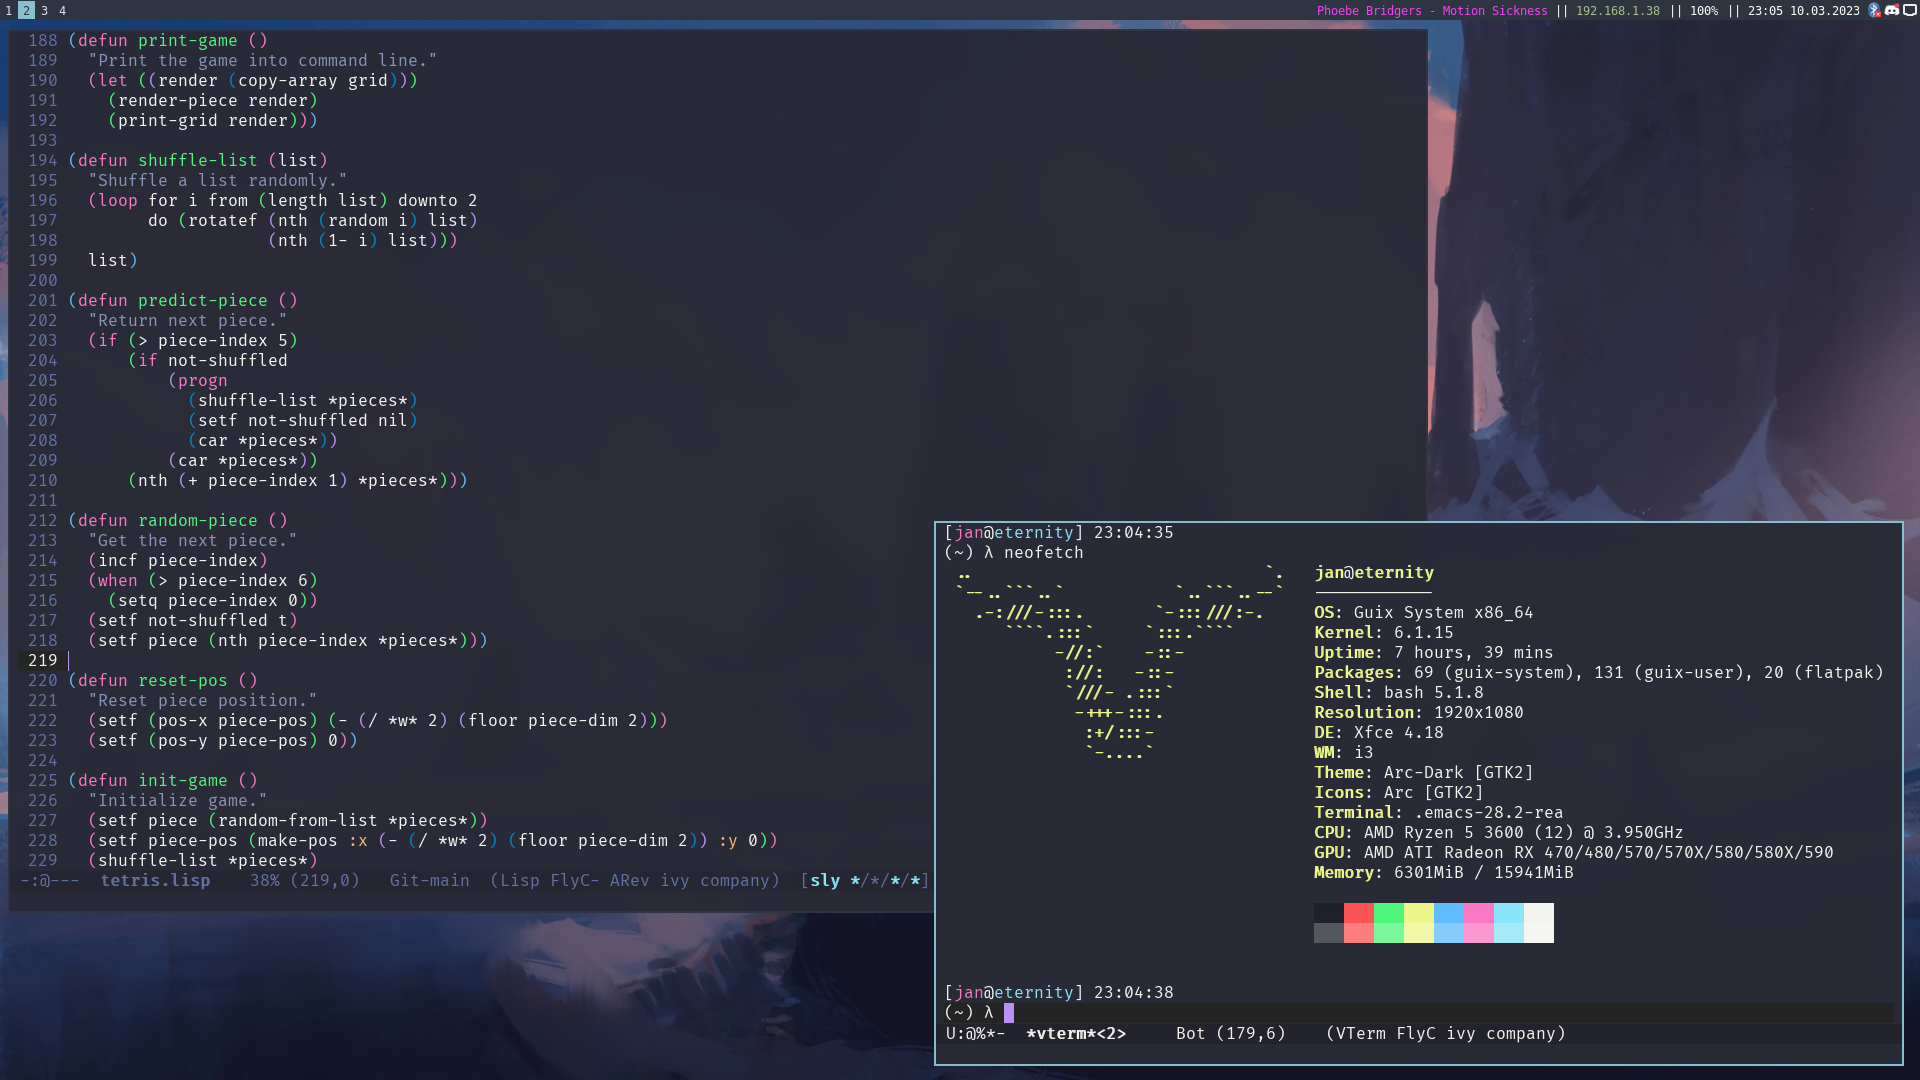 1 2 3 4
Phoebe Bridgers - Motion Sickness || 192.168.1.38 || 100% || 23:05 10.03.2023
188 (defun print-game ()
189   "Print the game into command line."
190   (let ((render (copy-array grid)))
191     (render-piece render)
192     (print-grid render)))
193
194 (defun shuffle-list (list)
195   "Shuffle a list randomly."
196   (loop for i from (length list) downto 2
197         do (rotatef (nth (random i) list)
198                     (nth (1- i) list)))
199   list)
200
201 (defun predict-piece ()
202   "Return next piece."
203   (if (> piece-index 5)
204       (if not-shuffled
205           (progn
206             (shuffle-list *pieces*)
207             (setf not-shuffled nil)
208             (car *pieces*))
209           (car *pieces*))
210       (nth (+ piece-index 1) *pieces*)))
211
212 (defun random-piece ()
213   "Get the next piece."
214   (incf piece-index)
215   (when (> piece-index 6)
216     (setq piece-index 0))
217   (setf not-shuffled t)
218   (setf piece (nth piece-index *pieces*)))
219
220 (defun reset-pos ()
221   "Reset piece position."
222   (setf (pos-x piece-pos) (- (/ *w* 2) (floor piece-dim 2)))
223   (setf (pos-y piece-pos) 0))
224
225 (defun init-game ()
226   "Initialize game."
227   (setf piece (random-from-list *pieces*))
228   (setf piece-pos (make-pos :x (- (/ *w* 2) (floor piece-dim 2)) :y 0))
229   (shuffle-list *pieces*)
-:@---  tetris.lisp    38% (219,0)   Git-main  (Lisp FlyC- ARev ivy company)  [sly */*/*/*]
[jan@eternity] 23:04:35
(~) λ neofetch
jan@eternity
------------
OS: Guix System x86_64
Kernel: 6.1.15
Uptime: 7 hours, 39 mins
Packages: 69 (guix-system), 131 (guix-user), 20 (flatpak)
Shell: bash 5.1.8
Resolution: 1920x1080
DE: Xfce 4.18
WM: i3
Theme: Arc-Dark [GTK2]
Icons: Arc [GTK2]
Terminal: .emacs-28.2-rea
CPU: AMD Ryzen 5 3600 (12) @ 3.950GHz
GPU: AMD ATI Radeon RX 470/480/570/570X/580/580X/590
Memory: 6301MiB / 15941MiB
[jan@eternity] 23:04:38
(~) λ
U:@%*-  *vterm*<2>     Bot (179,6)    (VTerm FlyC ivy company)